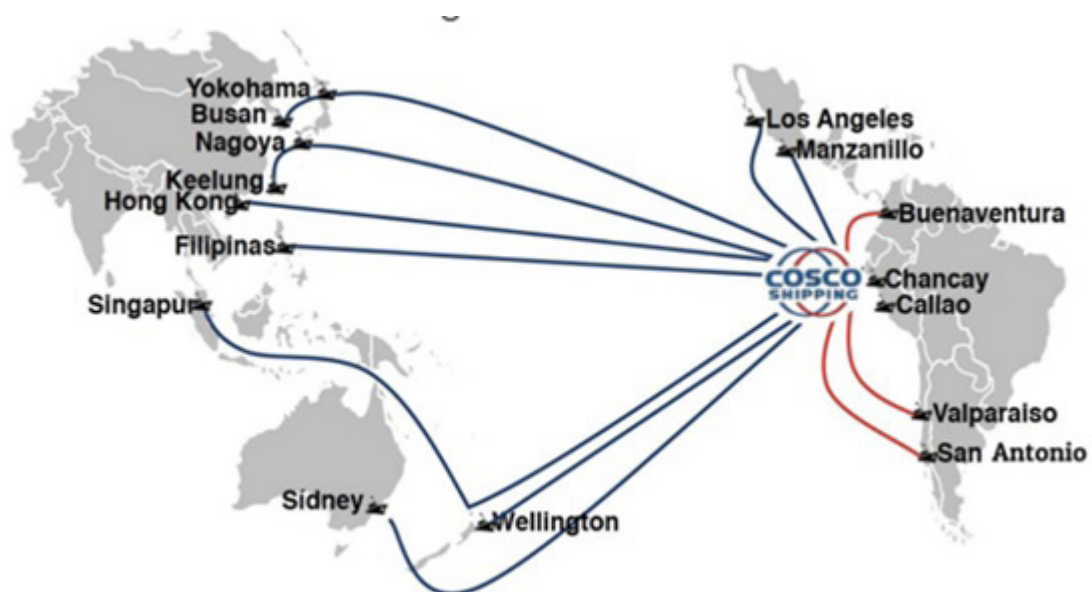 Yokohama
Busan
Nagoya
Keelung
Hong Kong
Filipinas
Singapur
Sídney
Wellington
Los Angeles
Manzanillo
Buenaventura
COSCO
SHIPPING
Chancay
Callao
Valparaiso
San Antonio